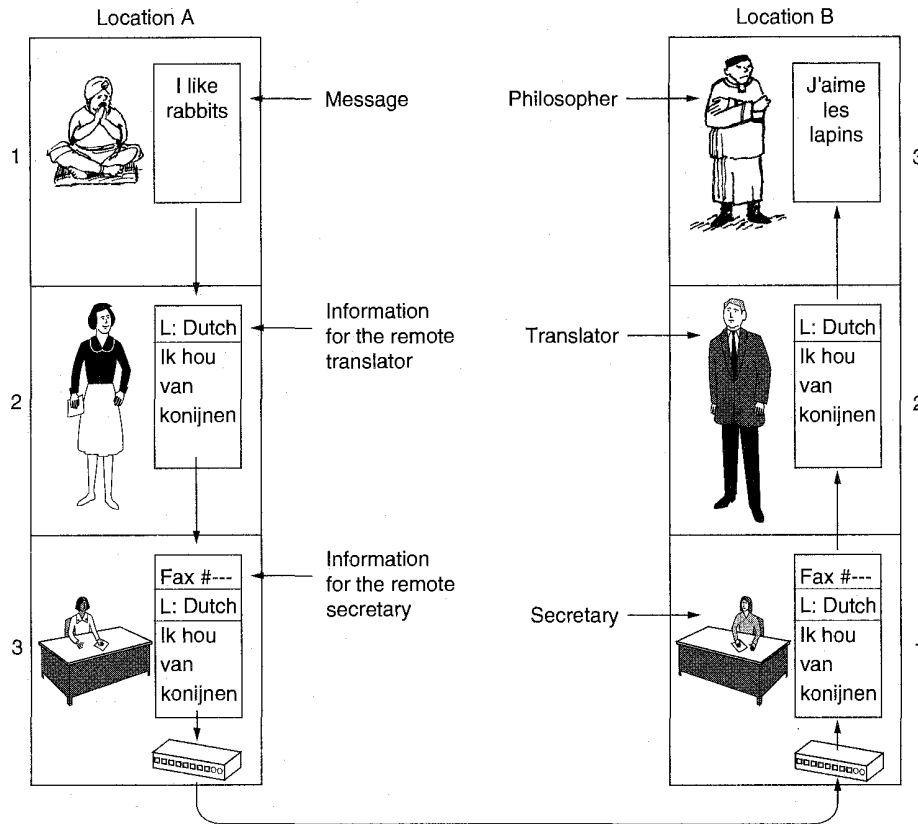 Location A
Location B
I like
rabbits
Message
Philosopher
J'aime
les
lapins
1
3
L: Dutch
Ik hou
van
konijnen
Information
for the remote
translator
Translator
L: Dutch
Ik hou
van
konijnen
2
2
Fax #---
L: Dutch
Ik hou
van
konijnen
Information
for the remote
secretary
Secretary
Fax #---
L: Dutch
Ik hou
van
konijnen
3